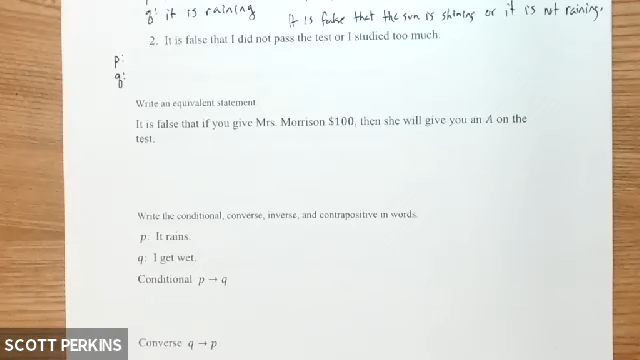 q: it is raining
It is false that the sun is shining or it is not raining.
2. It is false that I did not pass the test or I studied too much.
p:
q:
Write an equivalent statement
It is false that if you give Mrs. Morrison $100, then she will give you an A on the
test.
Write the conditional, converse, inverse, and contrapositive in words.
p: It rains.
q: I get wet.
Conditional p → q
Converse q → p
SCOTT PERKINS